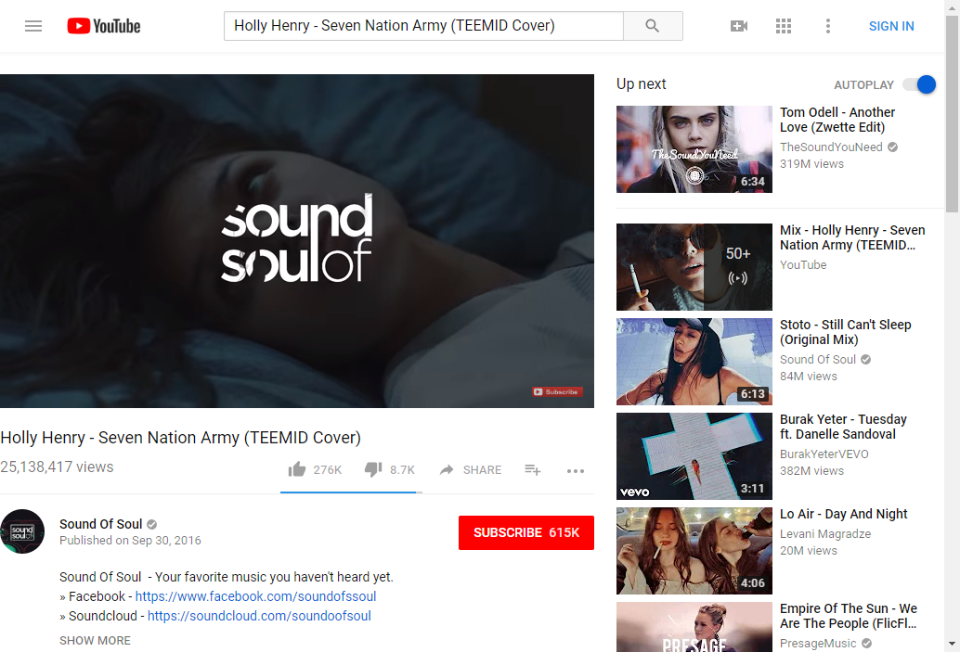 YouTube
Holly Henry - Seven Nation Army (TEEMID Cover)
SIGN IN
sound
soulof
Subscribe
Holly Henry - Seven Nation Army (TEEMID Cover)
25,138,417 views
276K
8.7K
SHARE
sound
soulof
Sound Of Soul
Published on Sep 30, 2016
SUBSCRIBE 615K
Sound Of Soul - Your favorite music you haven't heard yet.
» Facebook - https://www.facebook.com/soundofssoul
» Soundcloud - https://soundcloud.com/soundoofsoul
SHOW MORE
Up next
AUTOPLAY
TheSoundYouNeed
6:34
Tom Odell - Another
Love (Zwette Edit)
TheSoundYouNeed
319M views
50+
Mix - Holly Henry - Seven
Nation Army (TEEMID...
YouTube
6:13
Stoto - Still Can't Sleep
(Original Mix)
Sound Of Soul
84M views
vevo
3:11
Burak Yeter - Tuesday
ft. Danelle Sandoval
BurakYeterVEVO
382M views
4:06
Lo Air - Day And Night
Levani Magradze
20M views
PRESAGE
Empire Of The Sun - We
Are The People (FlicFl...
PresageMusic